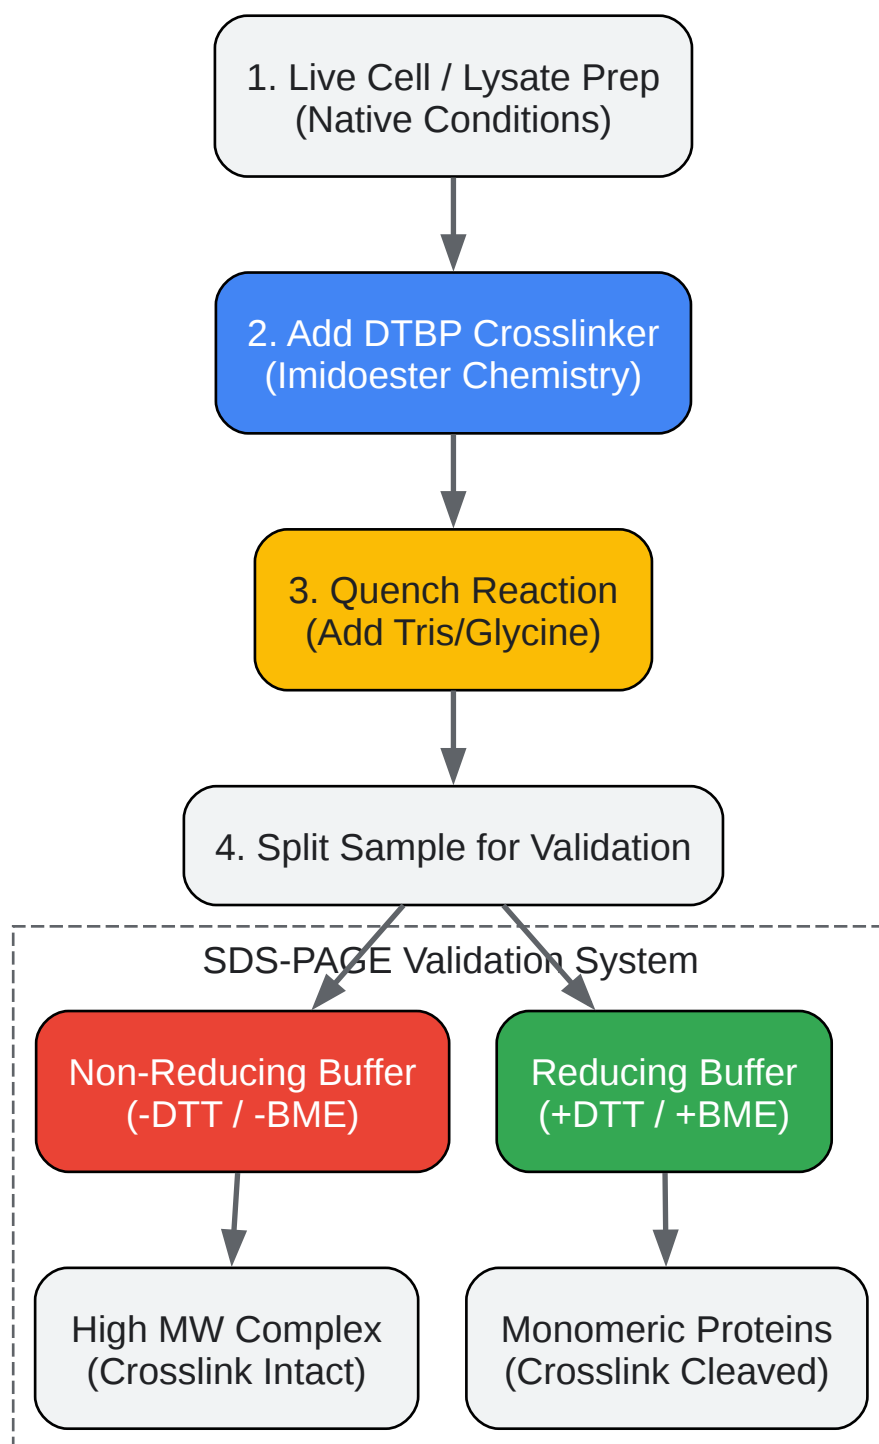 1. Live Cell / Lysate Prep
(Native Conditions)
2. Add DTBP Crosslinker
(Imidoester Chemistry)
3. Quench Reaction
(Add Tris/Glycine)
4. Split Sample for Validation
SDS-PAGE Validation System
Non-Reducing Buffer
(-DTT / -BME)
Reducing Buffer
(+DTT / +BME)
High MW Complex
(Crosslink Intact)
Monomeric Proteins
(Crosslink Cleaved)